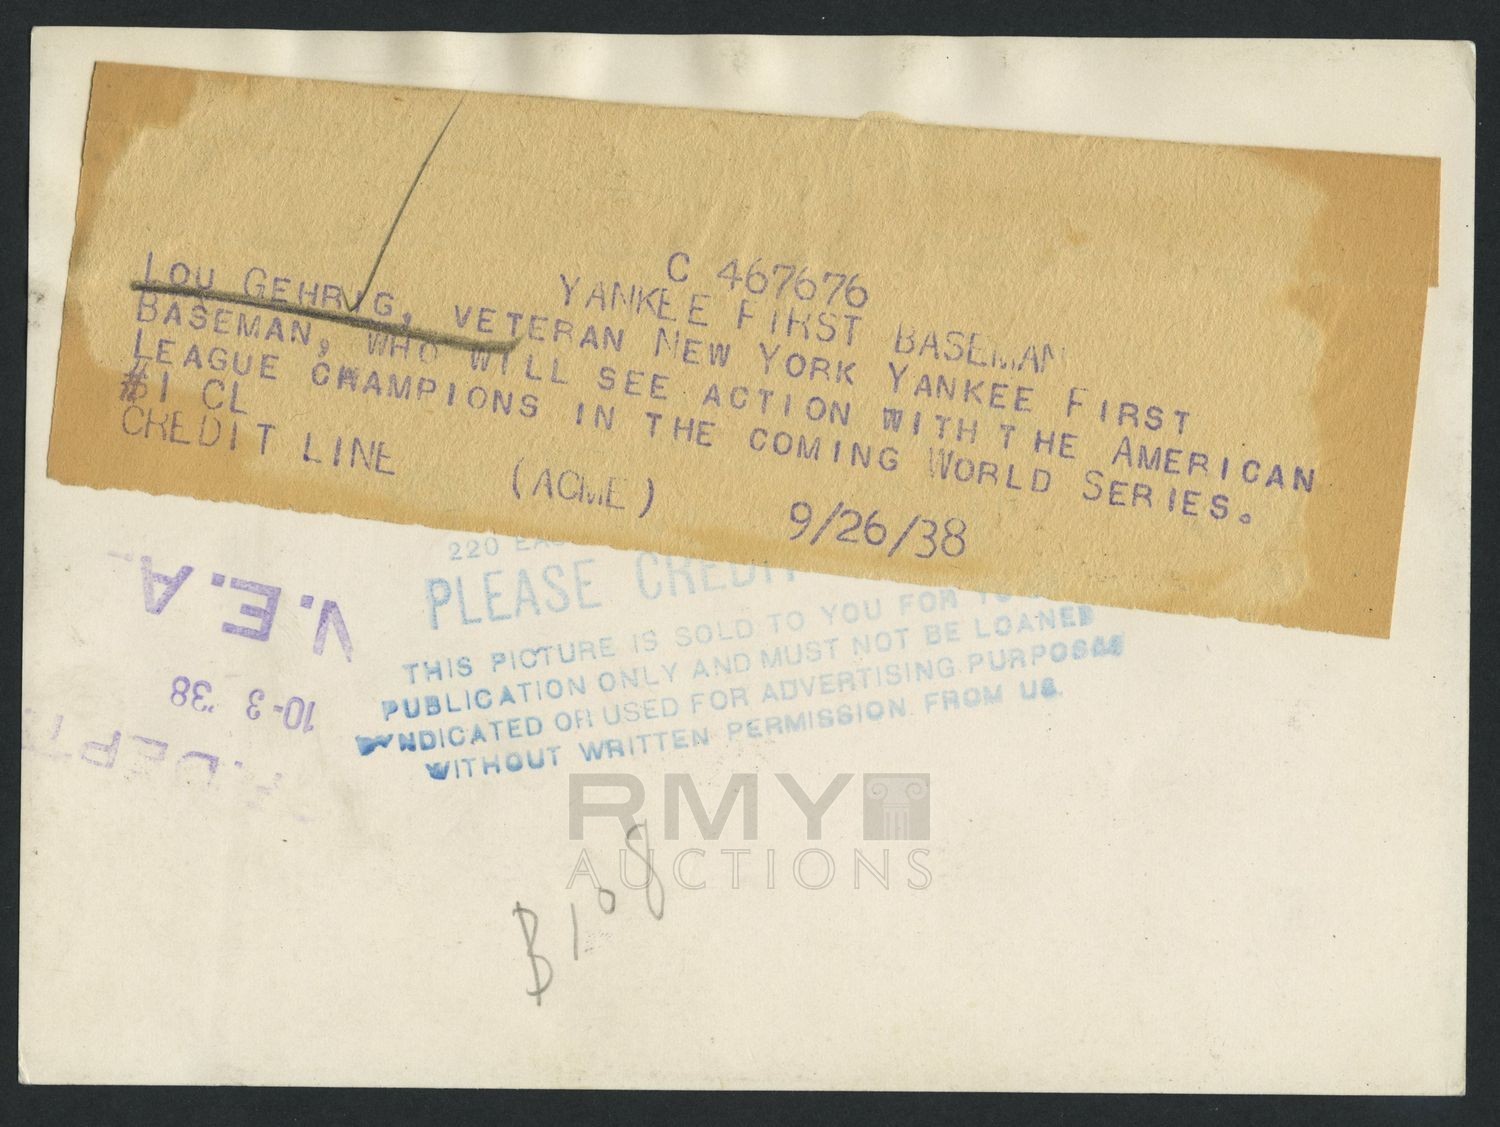 C 467676
YANKEE FIRST BASEMAN
LOU GEHRIG, VETERAN NEW YORK YANKEE FIRST
BASEMAN, WHO WILL SEE ACTION WITH THE AMERICAN
LEAGUE CHAMPIONS IN THE COMING WORLD SERIES.
#1 CL
CREDIT LINE (ACME) 9/26/38
220
PLEASE CREDIT
THIS PICTURE IS SOLD TO YOU FOR
PUBLICATION ONLY AND MUST NOT BE LOANED
SYNDICATED OR USED FOR ADVERTISING PURPOSES
WITHOUT WRITTEN PERMISSION FROM US.
V.E.A.
10-3 '38
DEPT.
RMY
AUCTIONS
B108